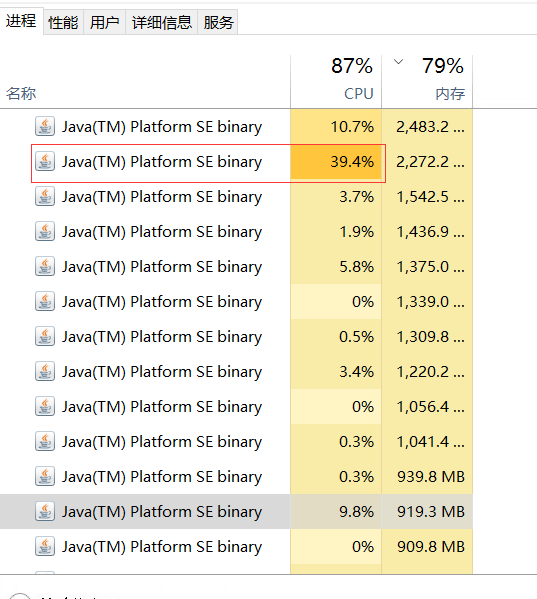 进程 性能 用户 详细信息 服务
87% 79%
名称 CPU 内存
Java(TM) Platform SE binary 10.7% 2,483.2 ...
Java(TM) Platform SE binary 39.4% 2,272.2 ...
Java(TM) Platform SE binary 3.7% 1,542.5 ...
Java(TM) Platform SE binary 1.9% 1,436.9 ...
Java(TM) Platform SE binary 5.8% 1,375.0 ...
Java(TM) Platform SE binary 0% 1,339.0 ...
Java(TM) Platform SE binary 0.5% 1,309.8 ...
Java(TM) Platform SE binary 3.4% 1,220.2 ...
Java(TM) Platform SE binary 0% 1,056.4 ...
Java(TM) Platform SE binary 0.3% 1,041.4 ...
Java(TM) Platform SE binary 0.3% 939.8 MB
Java(TM) Platform SE binary 9.8% 919.3 MB
Java(TM) Platform SE binary 0% 909.8 MB